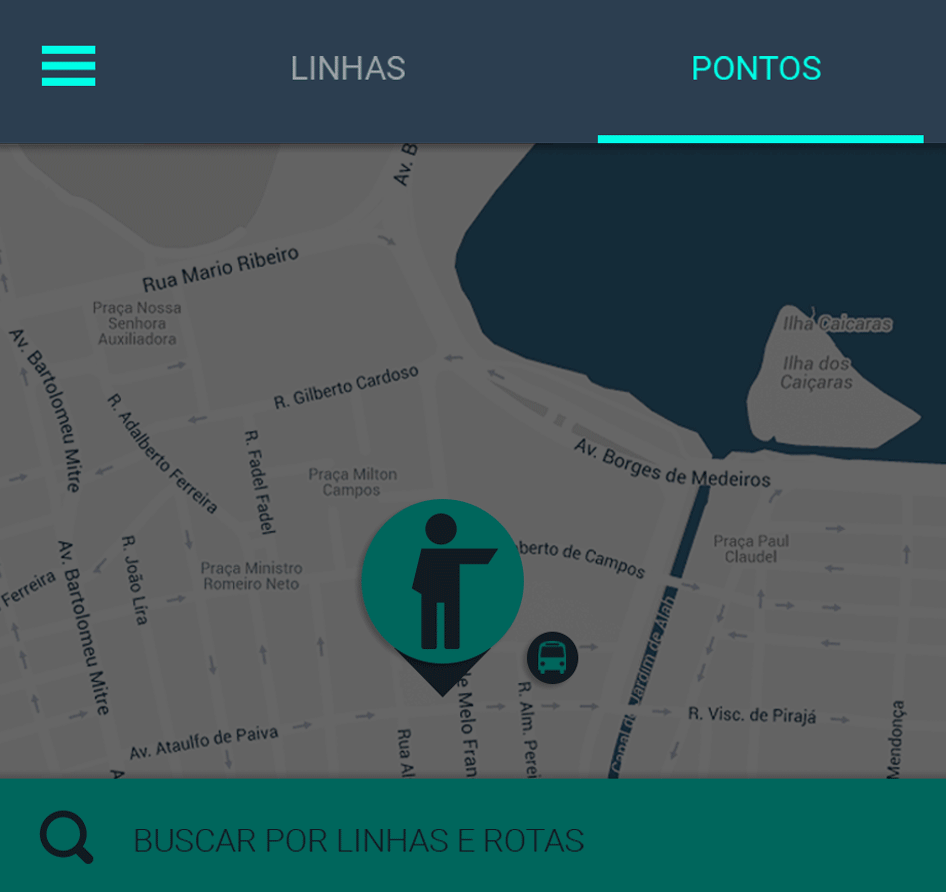 LINHAS
PONTOS
Av. B
Rua Mario Ribeiro
Praça Nossa
Senhora
Auxiliadora
Ilha Caicaras
Ilha dos
Caiçaras
Av. Bartolomeu Mitre
R. Gilberto Cardoso
R. Adalberto Ferreira
R. Fadel Fadel
Praça Milton
Campos
Av. Borges de Medeiros
Praça Paul
Claudel
berto de Campos
Praça Ministro
Romeiro Neto
R. João Lira
Ferreira
Av. Bartolomeu Mitre
Canal do Jardim de Alah
de Melo Fran
R. Alm. Perei
R. Visc. de Pirajá
Mendonça
Av. Ataulfo de Paiva
Rua Al
A
BUSCAR POR LINHAS E ROTAS